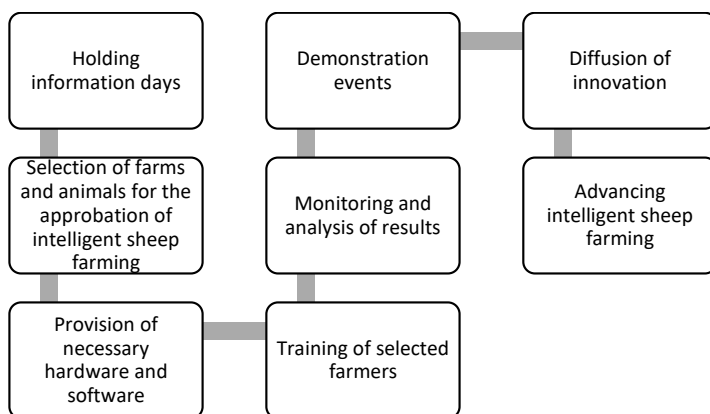 Holding
information days
Selection of farms
and animals for the
approbation of
intelligent sheep
farming
Provision of
necessary
hardware and
software
Training of selected
farmers
Monitoring and
analysis of results
Demonstration
events
Diffusion of
innovation
Advancing
intelligent sheep
farming